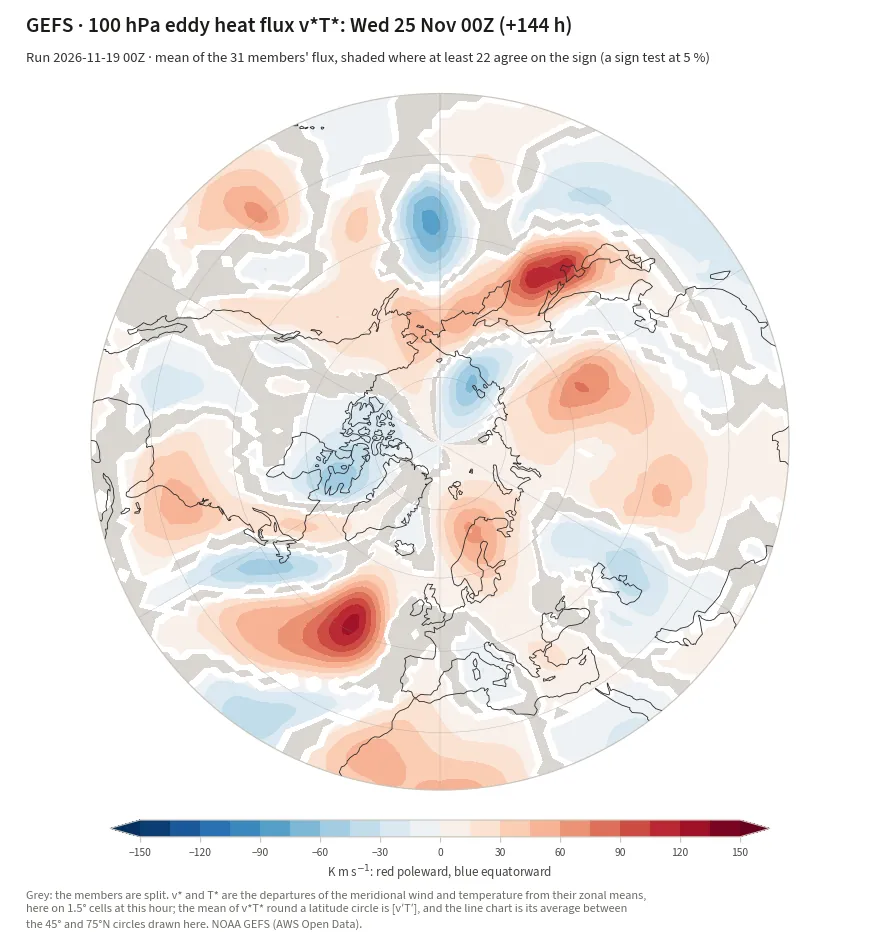 GEFS · 100 hPa eddy heat flux v*T*: Wed 25 Nov 00Z (+144 h)
Run 2026-11-19 00Z · mean of the 31 members' flux, shaded where at least 22 agree on the sign (a sign test at 5 %)
−150 −120 −90 −60 −30 0 30 60 90 120 150
K m s⁻¹: red poleward, blue equatorward
Grey: the members are split. v* and T* are the departures of the meridional wind and temperature from their zonal means,
here on 1.5° cells at this hour; the mean of v*T* round a latitude circle is [v'T'], and the line chart is its average between
the 45° and 75°N circles drawn here. NOAA GEFS (AWS Open Data).